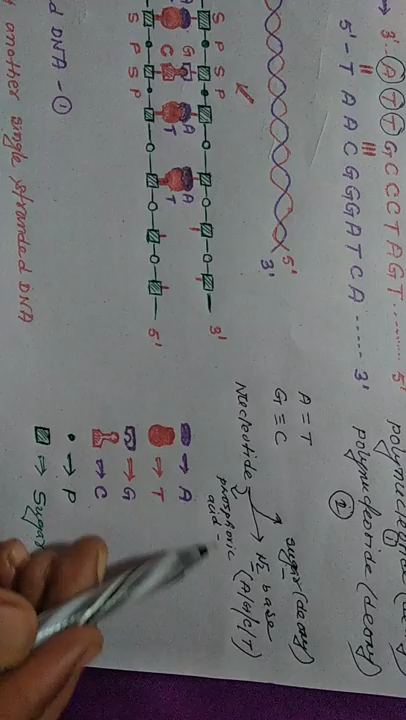 3' A T T G C C C T A G T ........ 5'
5' - T A A C G G G A T C A ..... 3'
polynucleotide
1
polynucleotide (deoxy)
2
5'
3'
A = T
G ≡ C
Nucleotide
sugar (deoxy)
N2 base
(A/G/C/T)
phosphoric
acid
S P S P
A
G
C
A
T
A
T
S P S P
3'
5'
→ A
→ T
→ G
→ C
→ P
⇒ Sugar
DNA - 1
another single stranded DNA